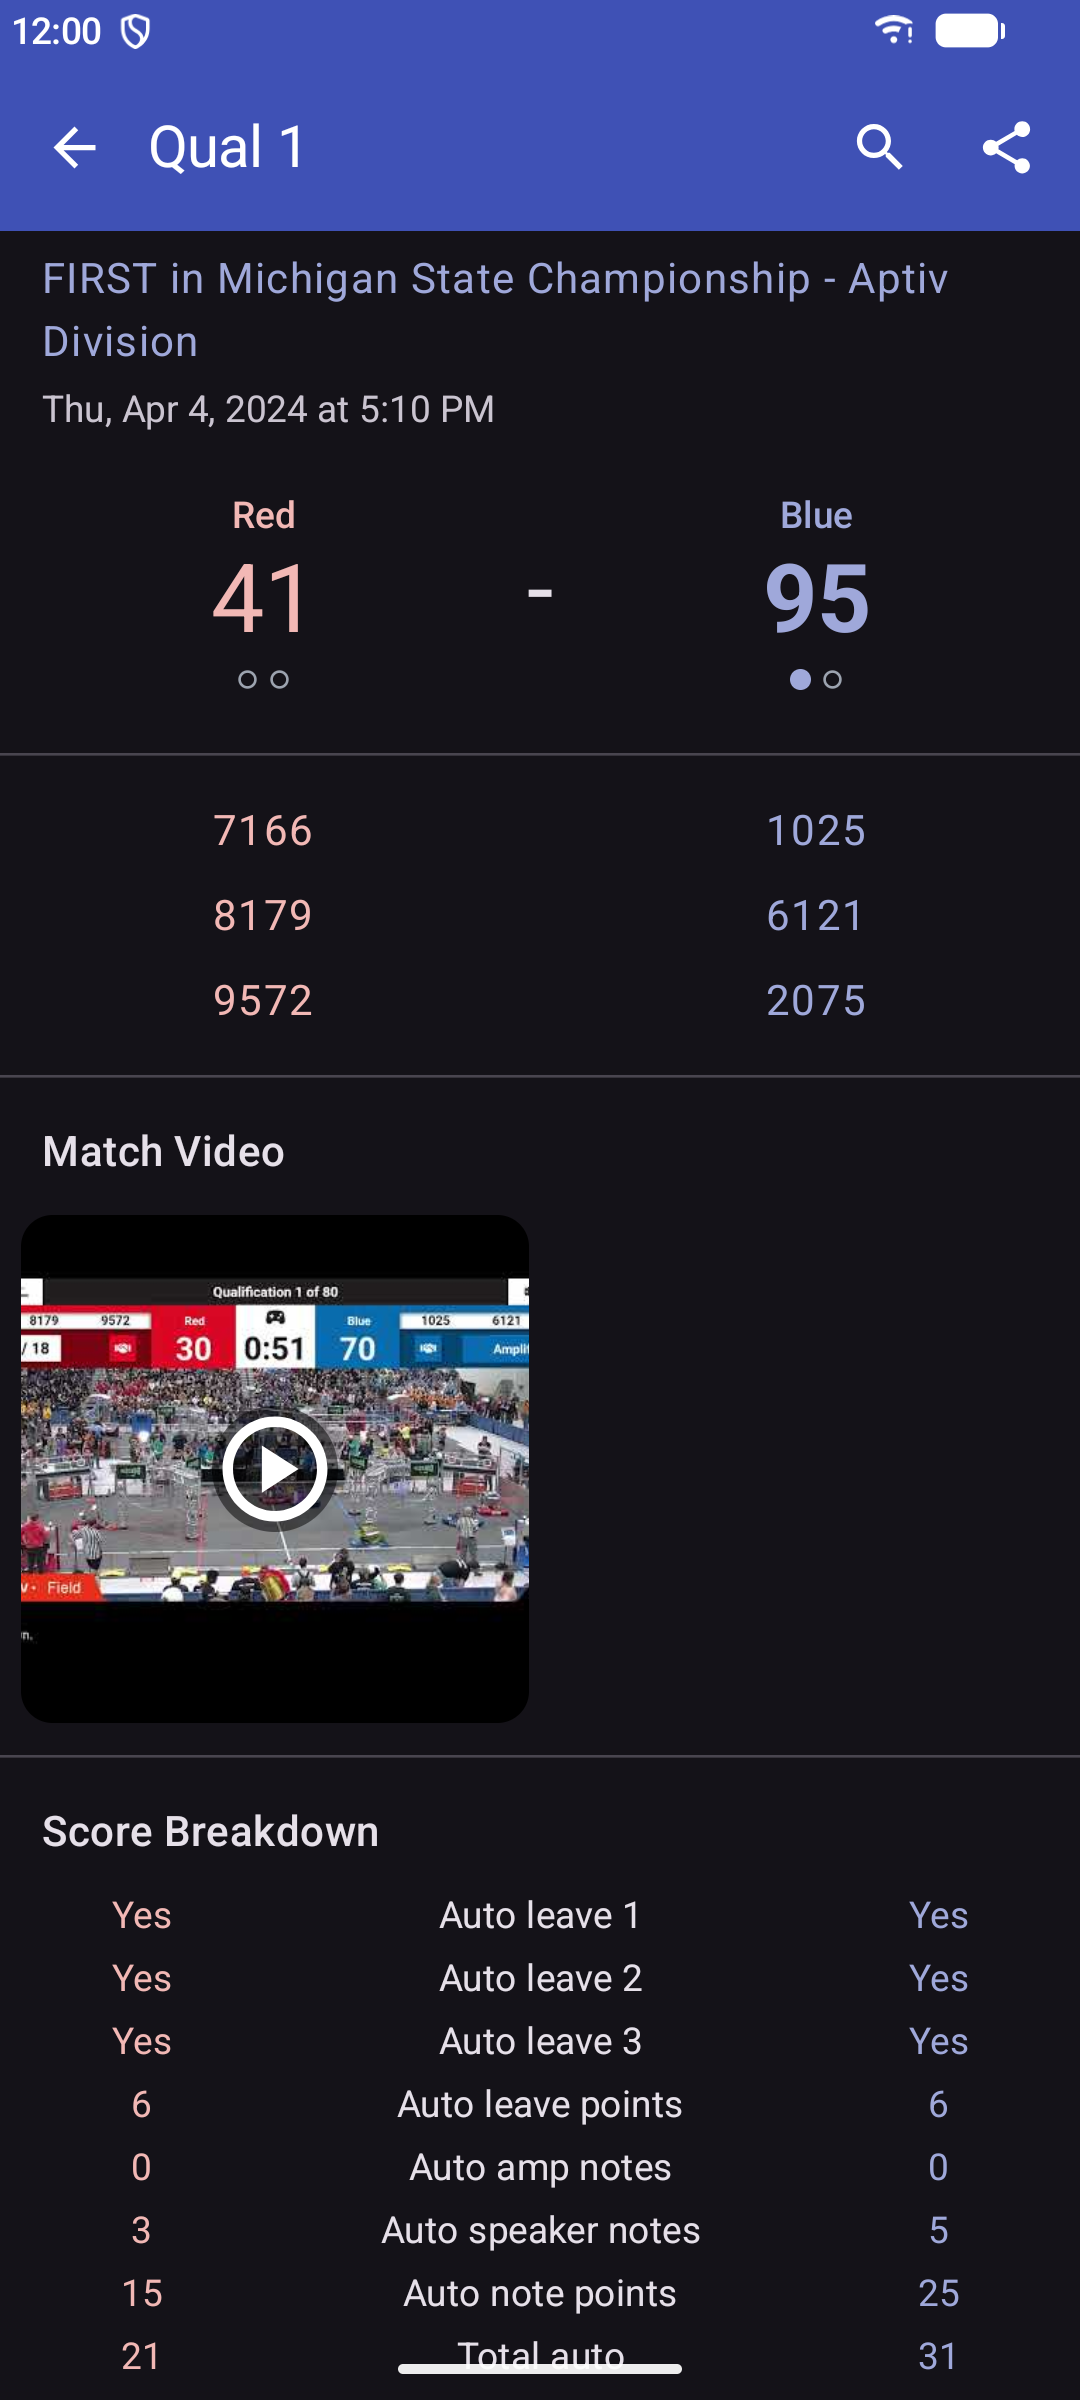 12:00
Qual 1
FIRST in Michigan State Championship - Aptiv
Division
Thu, Apr 4, 2024 at 5:10 PM
Red Blue
41 - 95
7166 1025
8179 6121
9572 2075
Match Video
Qualification 1 of 80
8179 9572 Red Blue 1025 6121
/ 18 30 0:51 70 Ampli
Field
Score Breakdown
Yes Auto leave 1 Yes
Yes Auto leave 2 Yes
Yes Auto leave 3 Yes
6 Auto leave points 6
0 Auto amp notes 0
3 Auto speaker notes 5
15 Auto note points 25
21 Total auto 31